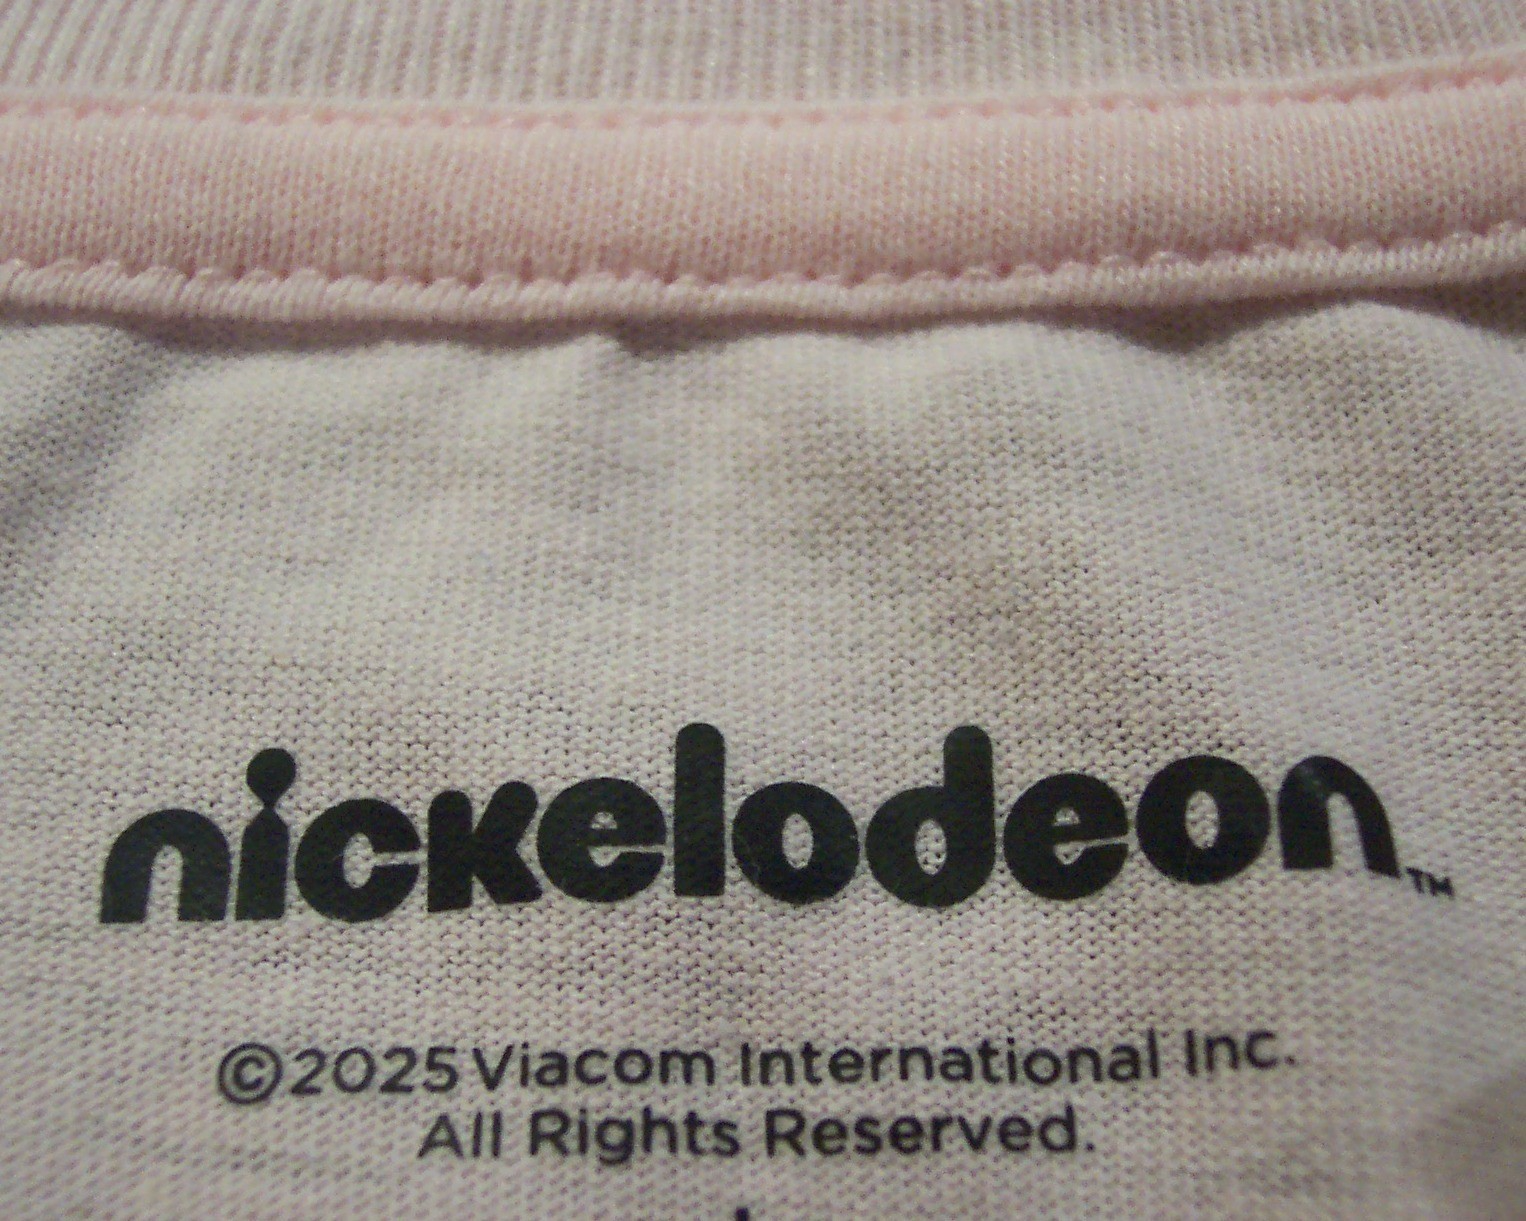 nickelodeon™
©2025 Viacom International Inc.
All Rights Reserved.